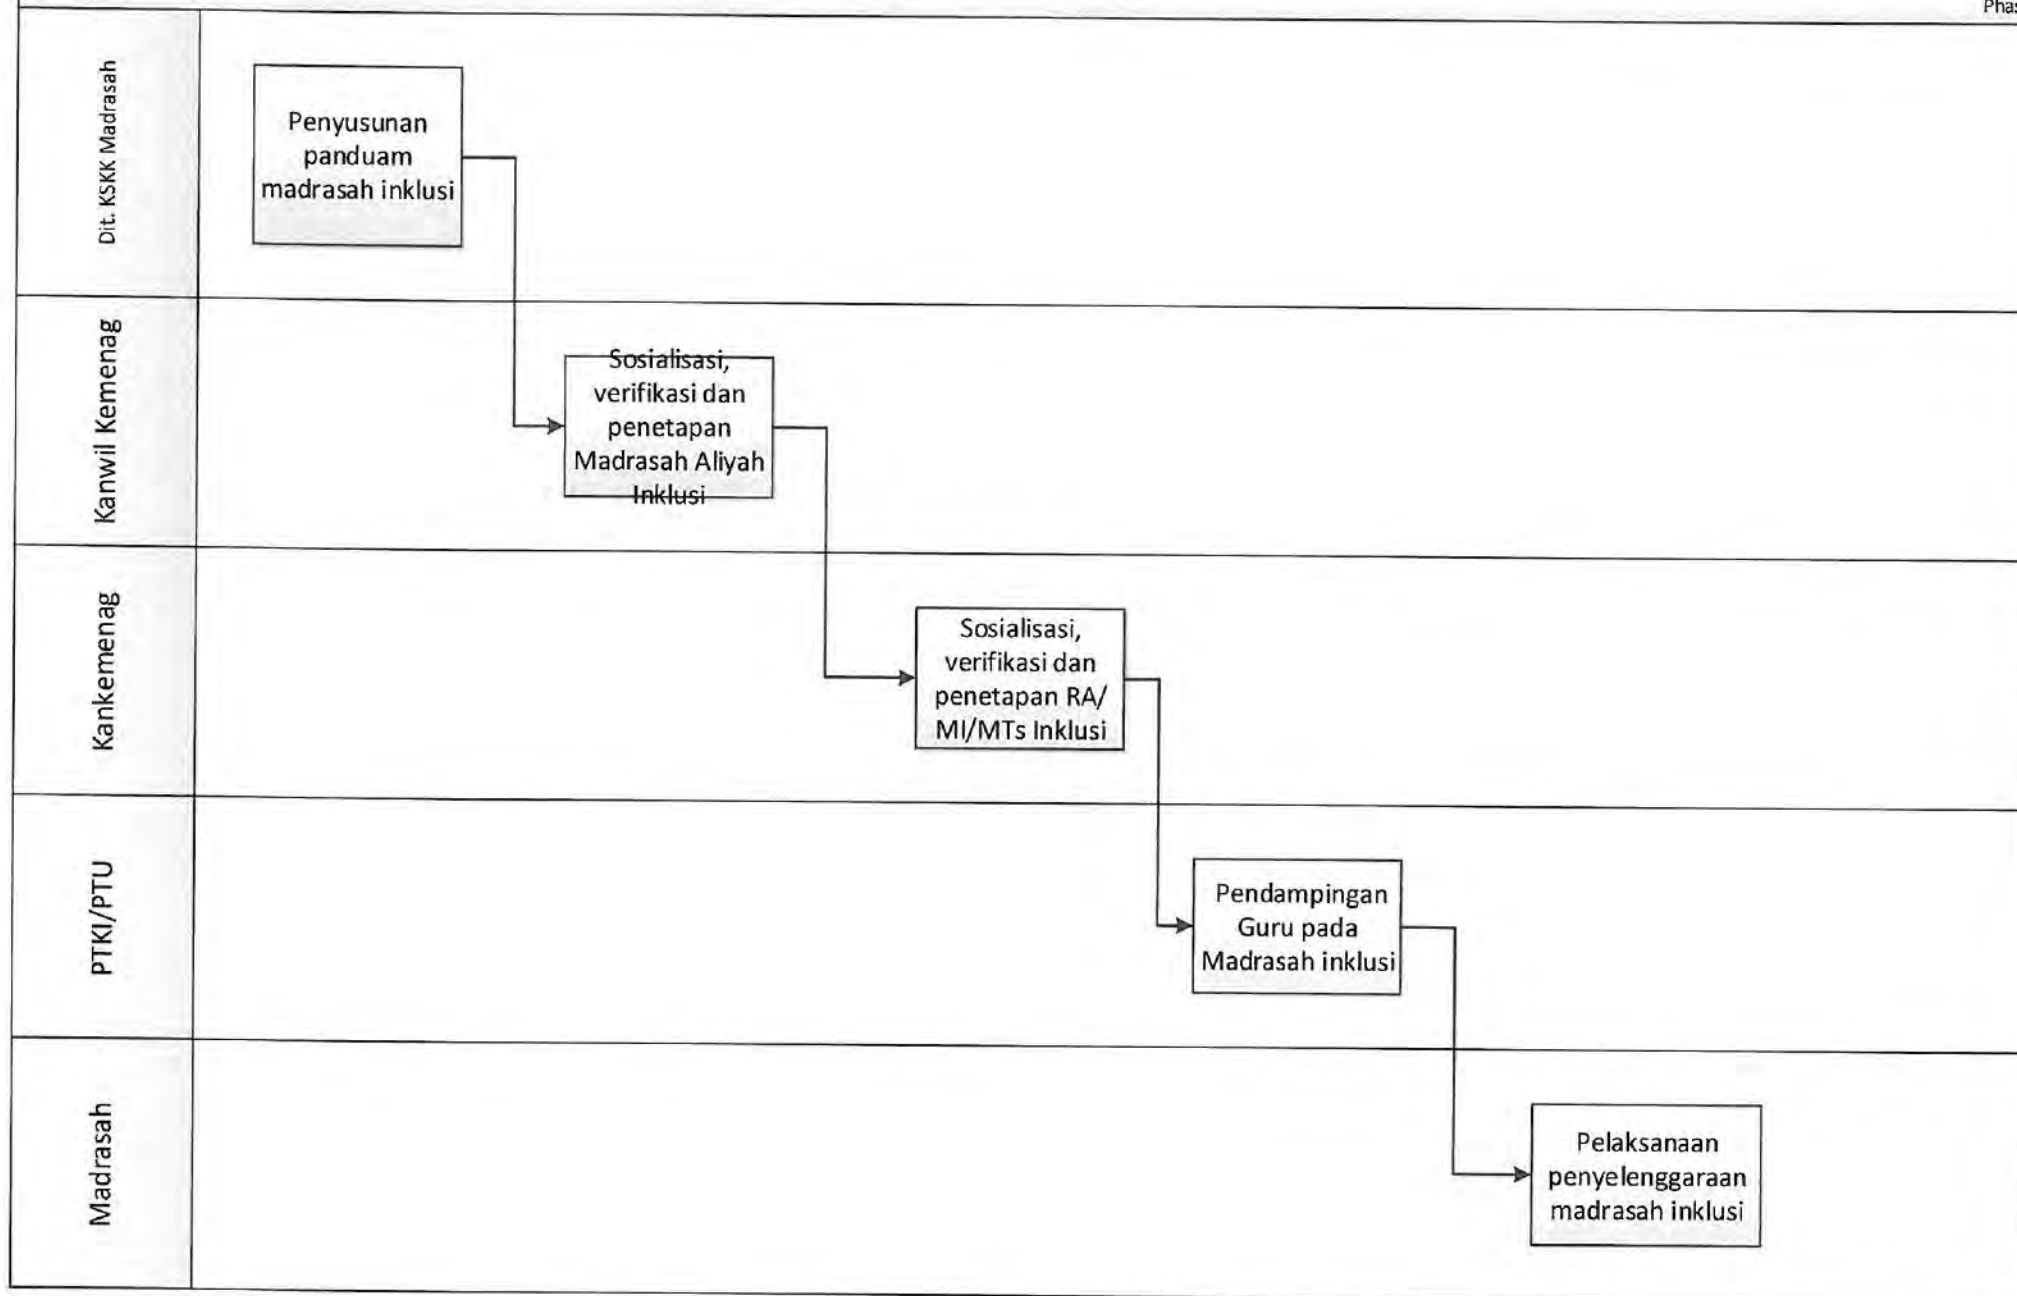 Phas
Dit. KSKK Madrasah
Penyusunan
panduam
madrasah inklusi
Kanwil Kemenag
Sosialisasi,
verifikasi dan
penetapan
Madrasah Aliyah
Inklusi
Kankemenag
Sosialisasi,
verifikasi dan
penetapan RA/
MI/MTs Inklusi
PTKI/PTU
Pendampingan
Guru pada
Madrasah inklusi
Madrasah
Pelaksanaan
penyelenggaraan
madrasah inklusi